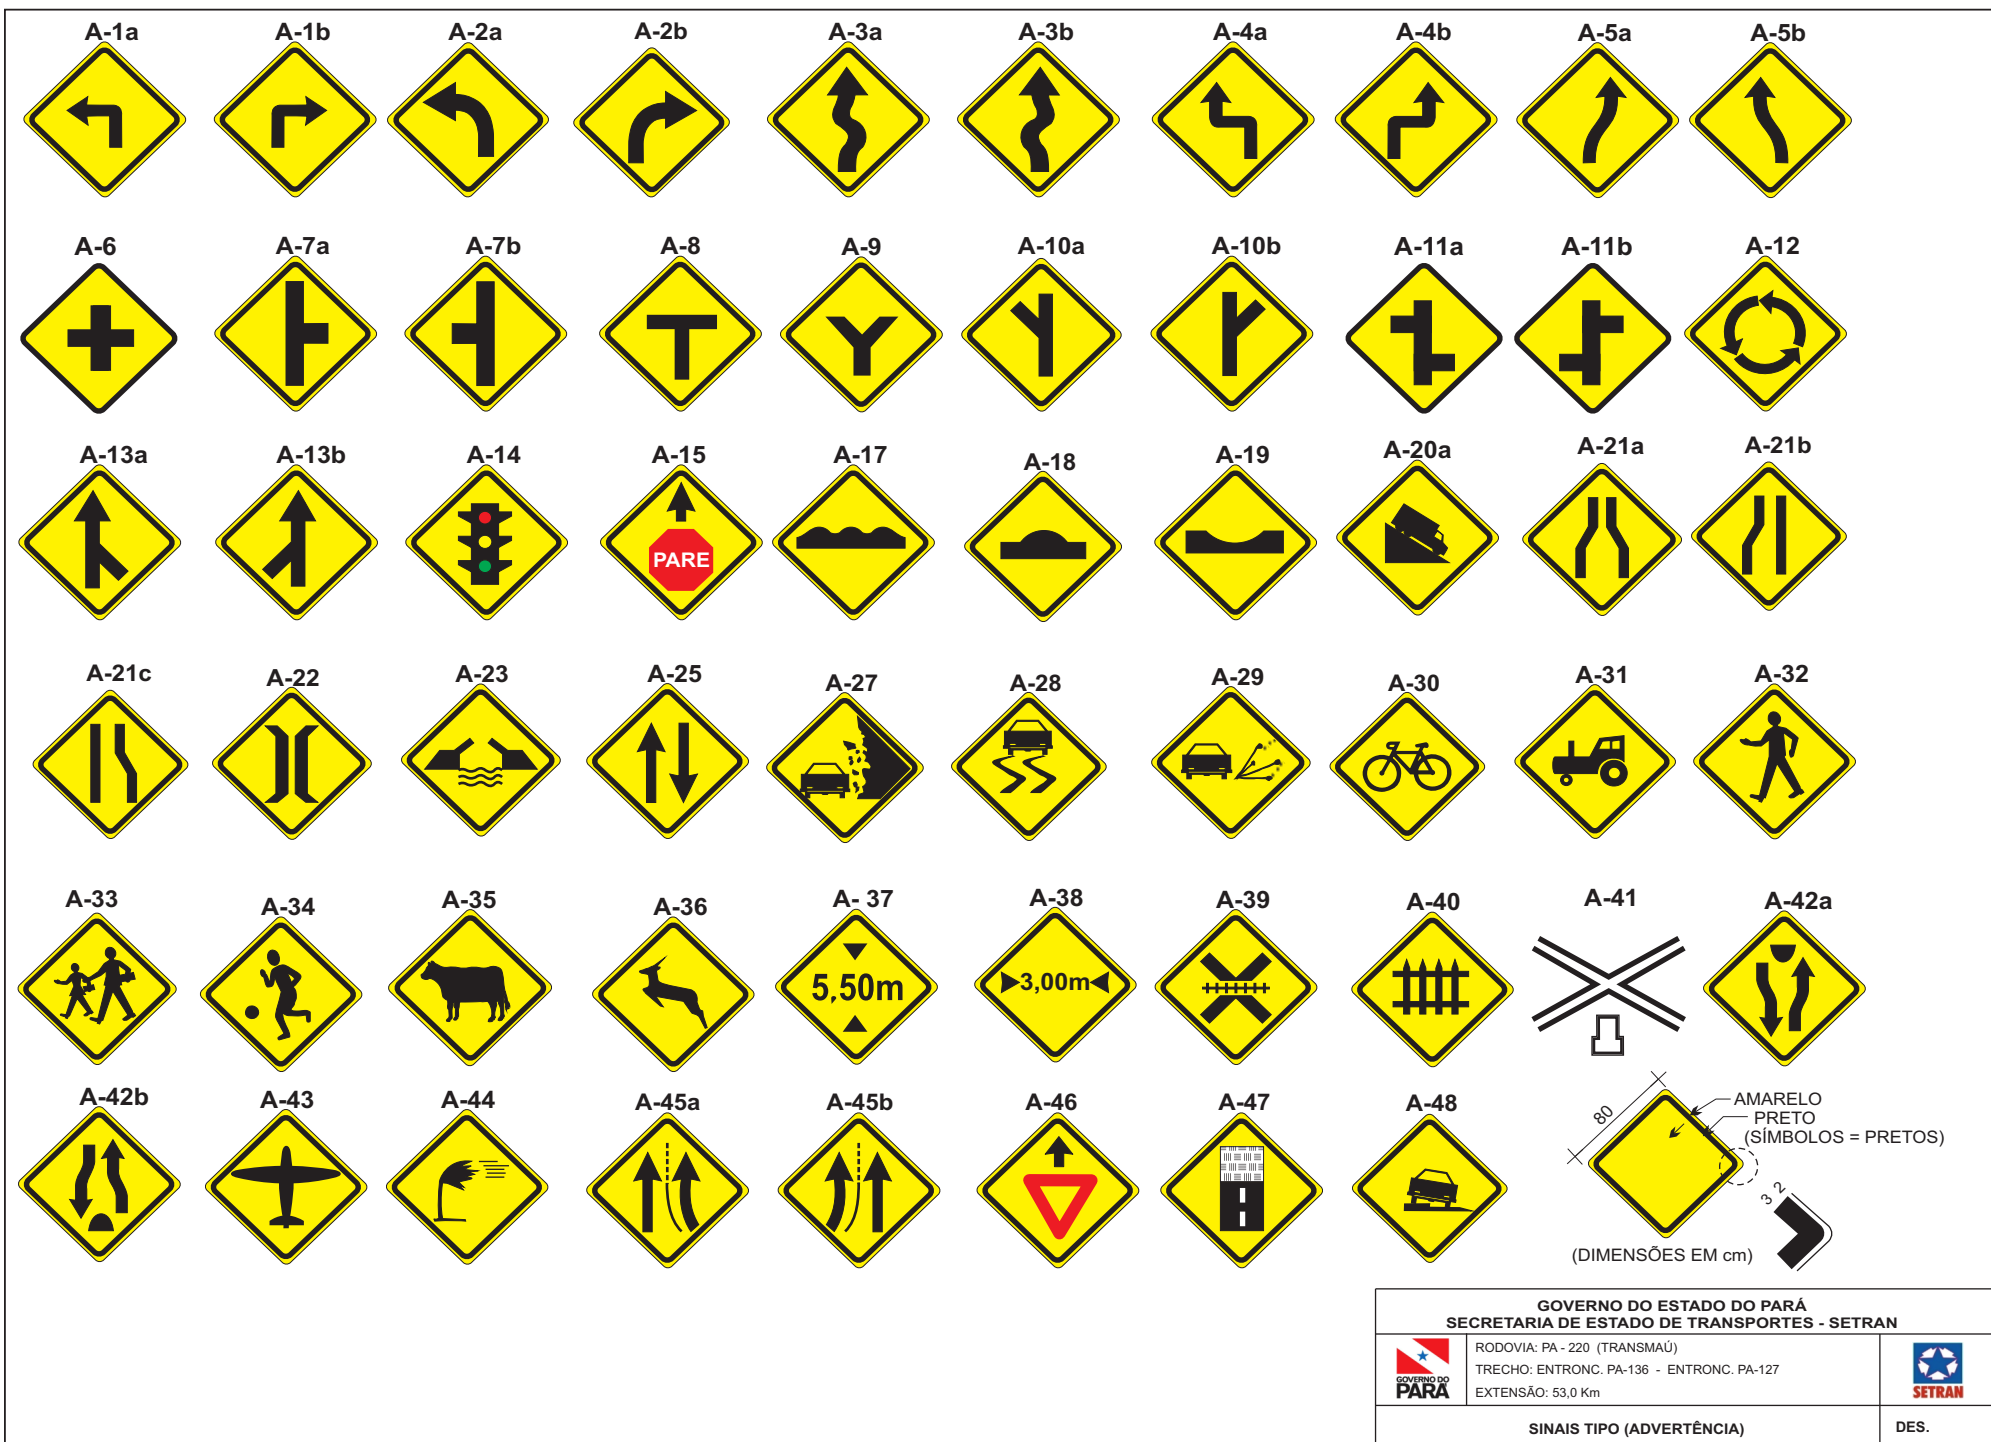 A-1a A-1b A-2a A-2b A-3a A-3b A-4a A-4b A-5a A-5b
A-6 A-7a A-7b A-8 A-9 A-10a A-10b A-11a A-11b A-12
A-13a A-13b A-14 A-15 A-17 A-18 A-19 A-20a A-21a A-21b
PARE
A-21c A-22 A-23 A-25 A-27 A-28 A-29 A-30 A-31 A-32
A-33 A-34 A-35 A-36 A- 37 A-38 A-39 A-40 A-41 A-42a
5,50m 3,00m
A-42b A-43 A-44 A-45a A-45b A-46 A-47 A-48
80
AMARELO
PRETO
(SÍMBOLOS = PRETOS)
3 2
(DIMENSÕES EM cm)
GOVERNO DO ESTADO DO PARÁ
SECRETARIA DE ESTADO DE TRANSPORTES - SETRAN
GOVERNO DO
PARÁ
RODOVIA: PA - 220 (TRANSMAÚ)
TRECHO: ENTRONC. PA-136 - ENTRONC. PA-127
EXTENSÃO: 53,0 Km
SETRAN
SINAIS TIPO (ADVERTÊNCIA)
DES.